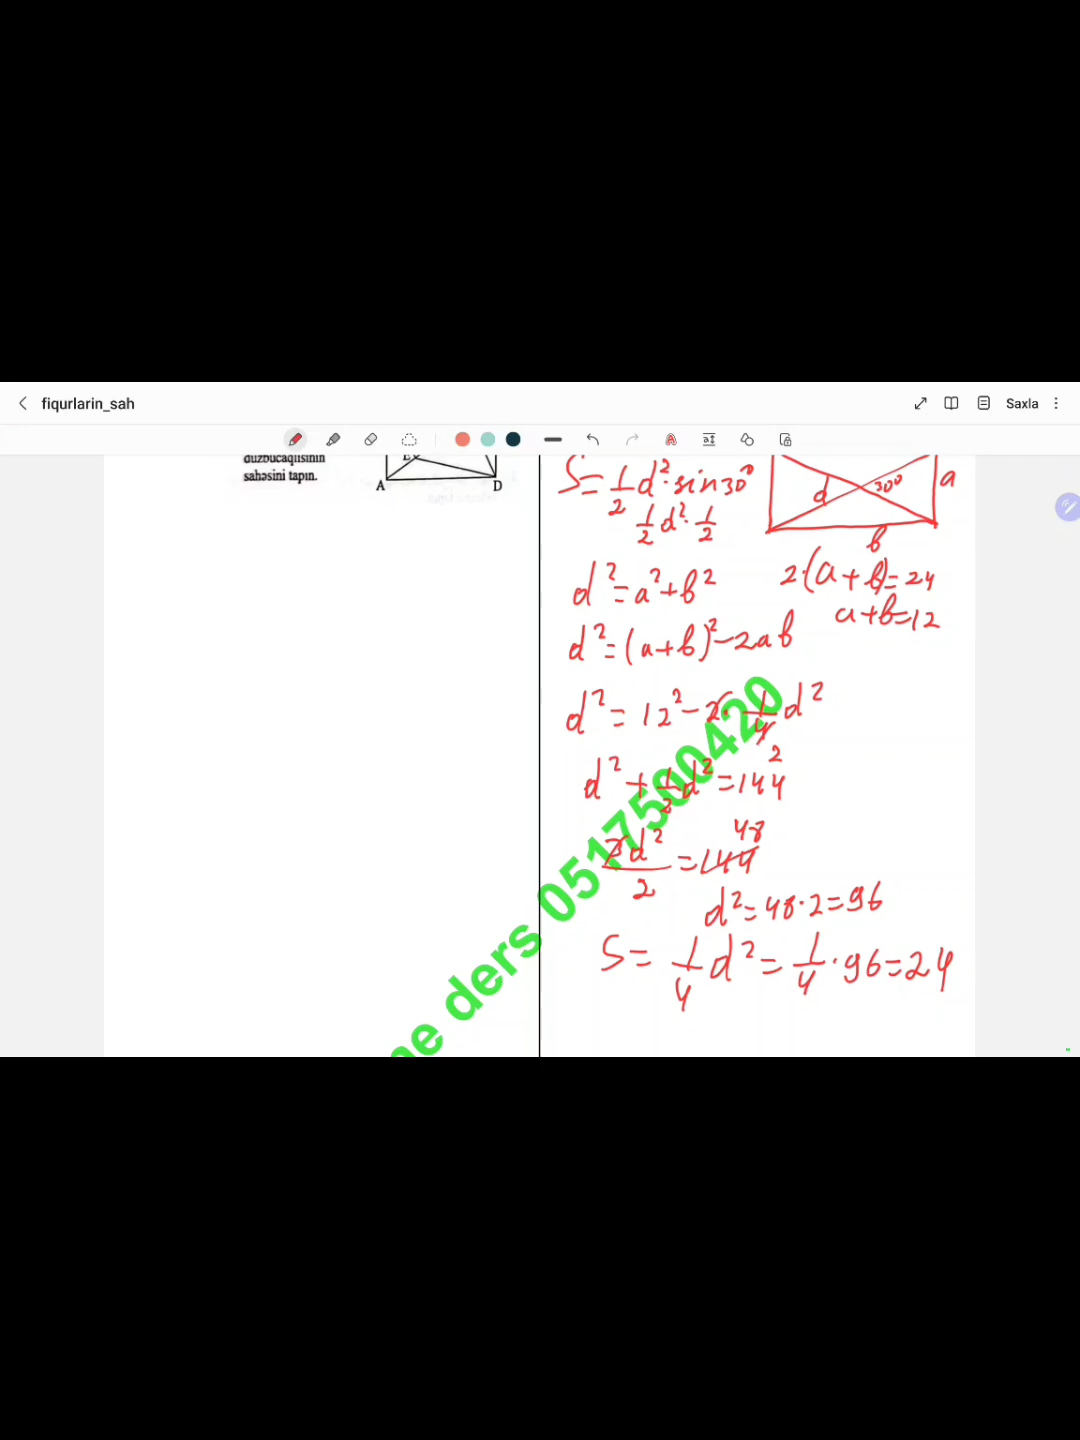 fiqurlarin_sah
Saxla
düzbucaqlısının
sahəsini tapın.
E
A
D
S = 1/2 d² · sin30°
1/2 d² · 1/2
d
30°
a
b
2·(a+b)=24
a+b=12
d² = a² + b²
d² = (a+b)² - 2ab
d² = 12² - 2 · 1/4 d²
2
d² + 1/2 d² = 144
48
3d²/2 = 144
d² = 48·2 = 96
S = 1/4 d² = 1/4 · 96 = 24
ders 0517500420